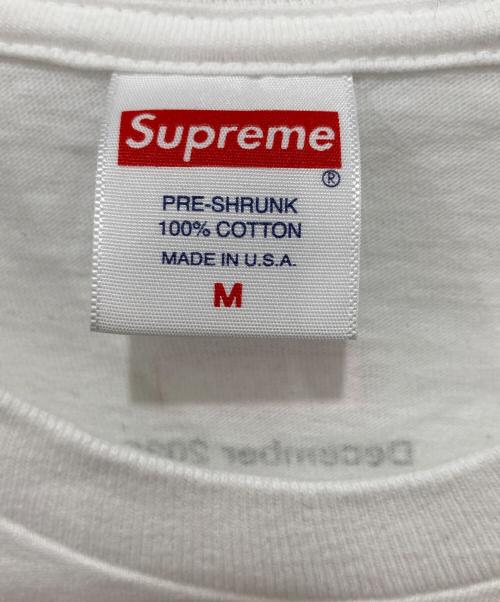 Supreme
®
PRE-SHRUNK
100% COTTON
MADE IN U.S.A.
M
December